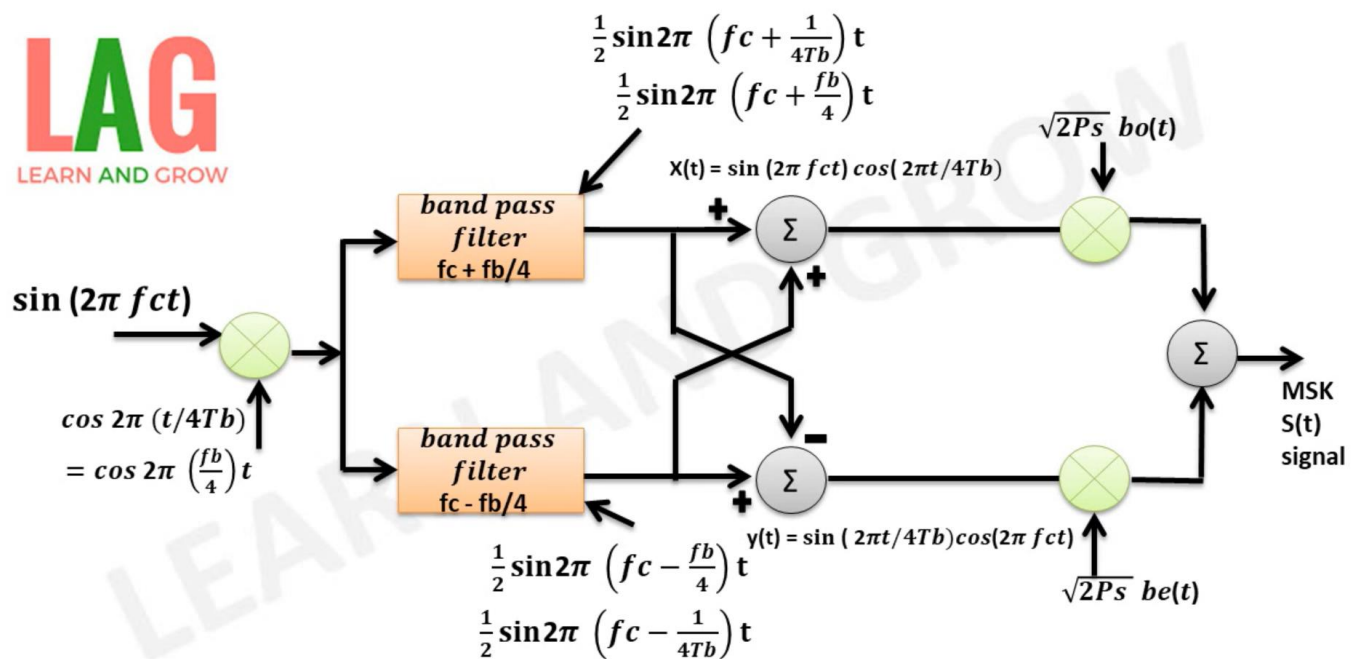 LAG
LEARN AND GROW
LEARN AND GROW
1/2 sin2π (fc + 1/4Tb) t
1/2 sin2π (fc + fb/4) t
√2Ps bo(t)
X(t) = sin (2π fct) cos( 2πt/4Tb)
band pass
filter
fc + fb/4
+
Σ
+
sin (2π fct)
Σ
MSK
S(t)
signal
cos 2π (t/4Tb)
= cos 2π (fb/4) t
band pass
filter
fc - fb/4
−
+
Σ
y(t) = sin ( 2πt/4Tb)cos(2π fct)
1/2 sin2π (fc − fb/4) t
1/2 sin2π (fc − 1/4Tb) t
√2Ps be(t)